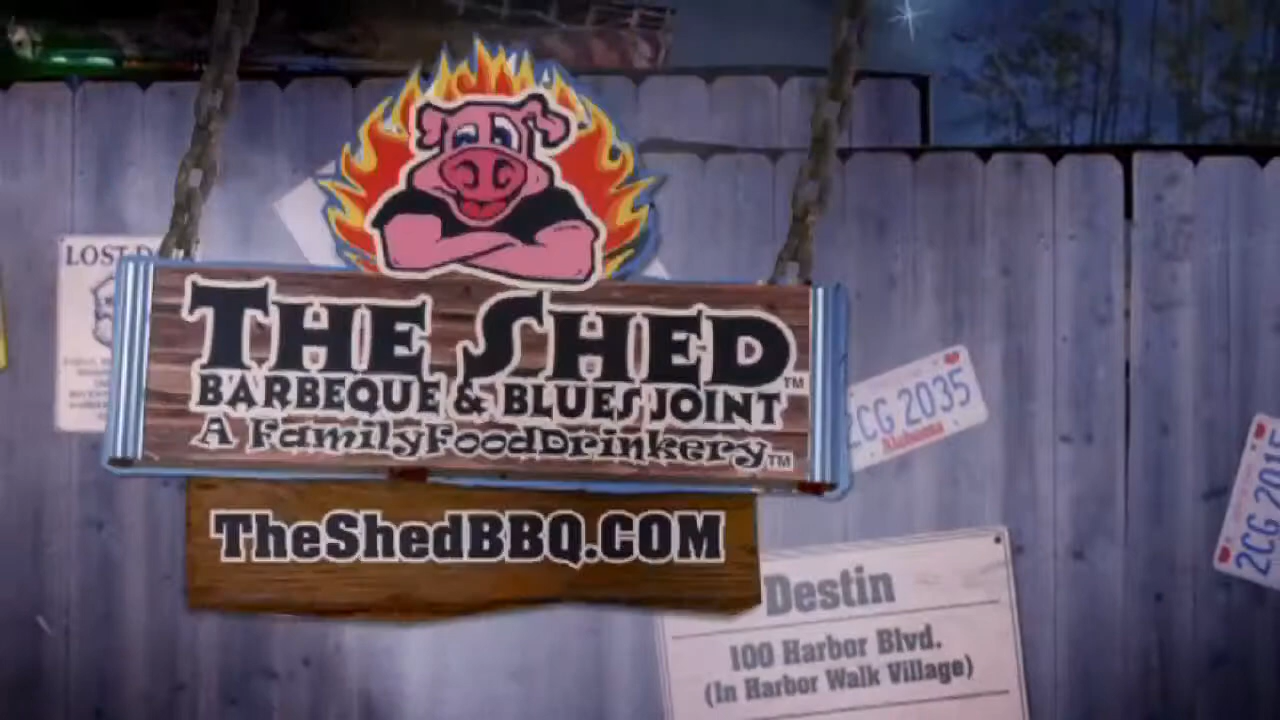 LOST
THE SHED
BARBEQUE & BLUES JOINT™
A FamilyFoodDrinkery™
TheShedBBQ.COM
2CG 2035
Alabama
2CG 2015
Destin
100 Harbor Blvd.
(In Harbor Walk Village)